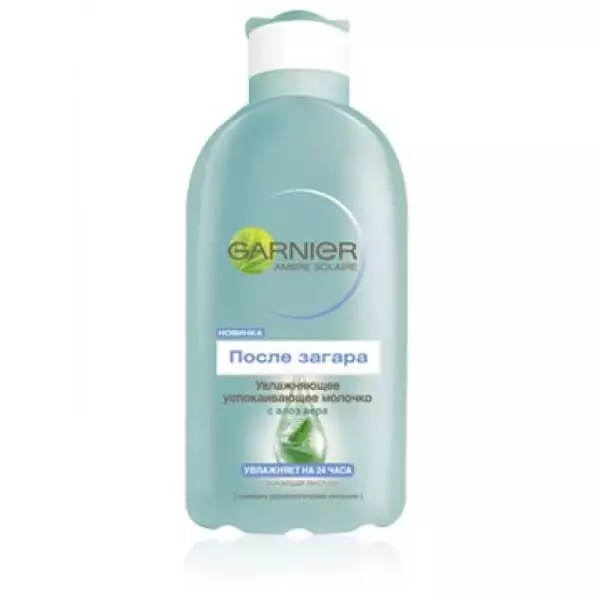 GARNIER
AMBRE SOLAIRE
НОВИНКА
После загара
Увлажняющее
успокаивающее молочко
с алоэ вера
УВЛАЖНЯЕТ НА 24 ЧАСА